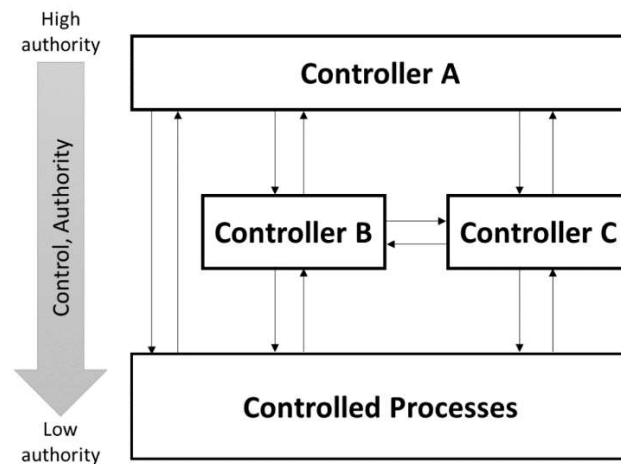 High
authority
Controller A
Control, Authority
Controller B
Controller C
Controlled Processes
Low
authority